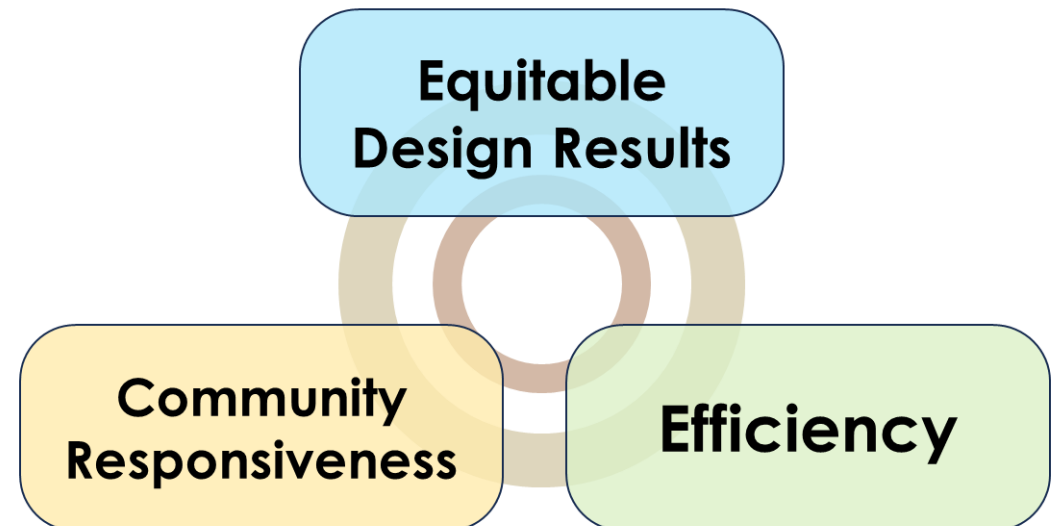 Equitable
Design Results
Community
Responsiveness
Efficiency